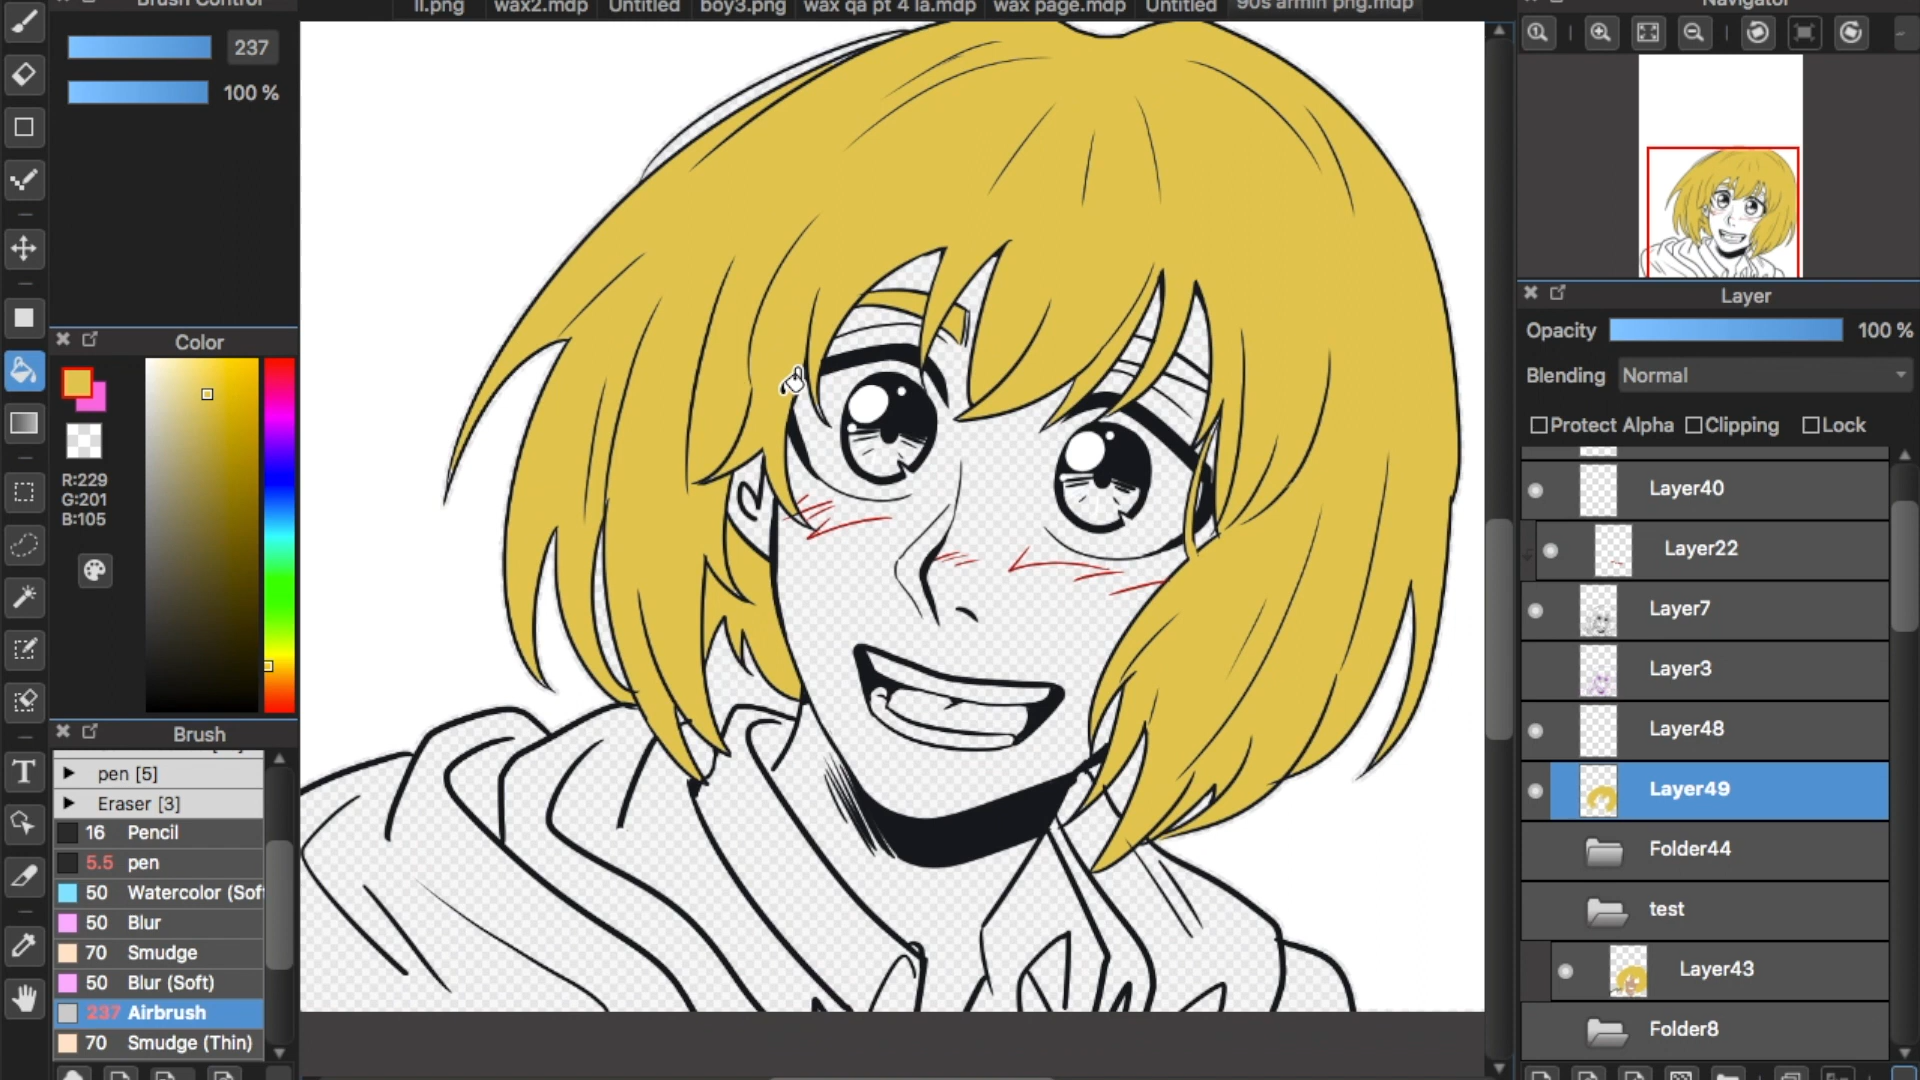 Brush Control
ll.png
wax2.mdp
Untitled
boy3.png
wax qa pt 4 la.mdp
wax page.mdp
Untitled
90s armin png.mdp
Navigator
237
100 %
Color
R:229
G:201
B:105
Brush
pen [5]
Eraser [3]
16 Pencil
5.5 pen
50 Watercolor (Sof
50 Blur
70 Smudge
50 Blur (Soft)
237 Airbrush
70 Smudge (Thin)
Layer
Opacity 100 %
Blending Normal
Protect Alpha Clipping Lock
Layer40
Layer22
Layer7
Layer3
Layer48
Layer49
Folder44
test
Layer43
Folder8